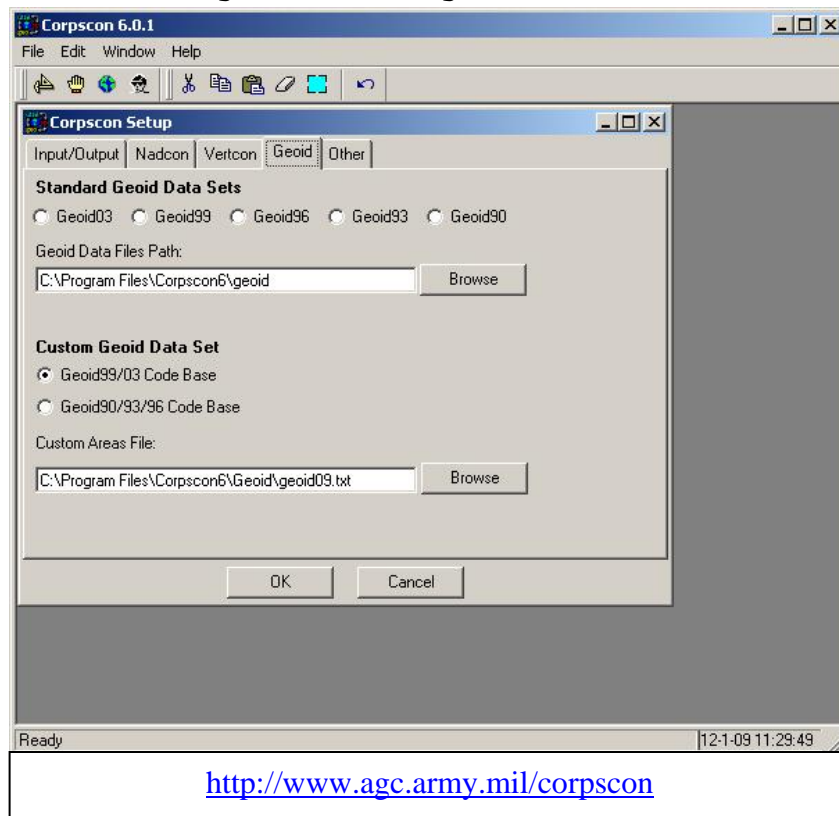 Corpscon 6.0.1
File Edit Window Help
Corpscon Setup
Input/Output Nadcon Vertcon Geoid Other
Standard Geoid Data Sets
Geoid03 Geoid99 Geoid96 Geoid93 Geoid90
Geoid Data Files Path:
C:\Program Files\Corpscon6\geoid Browse
Custom Geoid Data Set
Geoid99/03 Code Base
Geoid90/93/96 Code Base
Custom Areas File:
C:\Program Files\Corpscon6\Geoid\geoid09.txt Browse
OK Cancel
Ready 12-1-09 11:29:49
http://www.agc.army.mil/corpscon